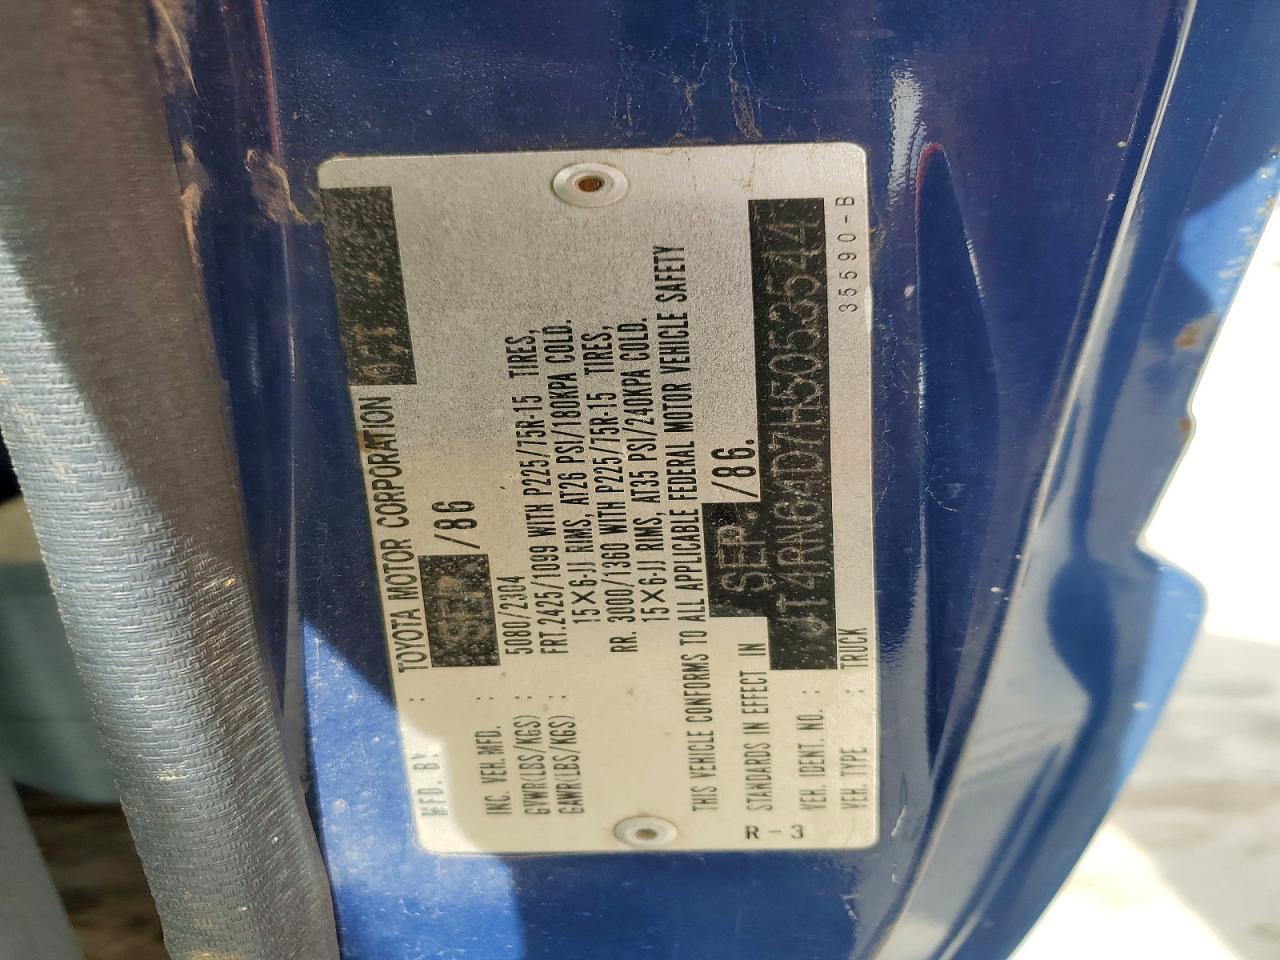 MFD. BY : TOYOTA MOTOR CORPORATION
INC. VEH. MFD. : SEP. /86
GVWR(LBS/KGS) : 5080/2304
GAWR(LBS/KGS) : FRT. 2425/1099 WITH P225/75R-15 TIRES,
15×6-JJ RIMS, AT26 PSI/180KPA COLD.
RR. 3000/1360 WITH P225/75R-15 TIRES,
15×6-JJ RIMS, AT35 PSI/240KPA COLD.
THIS VEHICLE CONFORMS TO ALL APPLICABLE FEDERAL MOTOR VEHICLE SAFETY
STANDARDS IN EFFECT IN SEP. /86.
VEH. IDENT NO. : JT4RN64D7H5053544
VEH. TYPE : TRUCK
R-3
35590-B